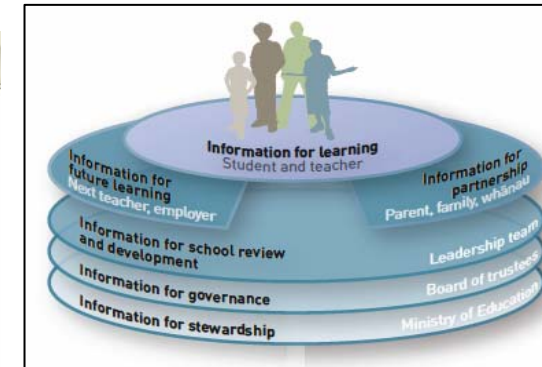 Information for learning
Student and teacher
Information for
future learning
Next teacher, employer
Information for
partnership
Parent, family, whānau
Information for school review
and development
Leadership team
Information for governance
Board of trustees
Information for stewardship
Ministry of Education